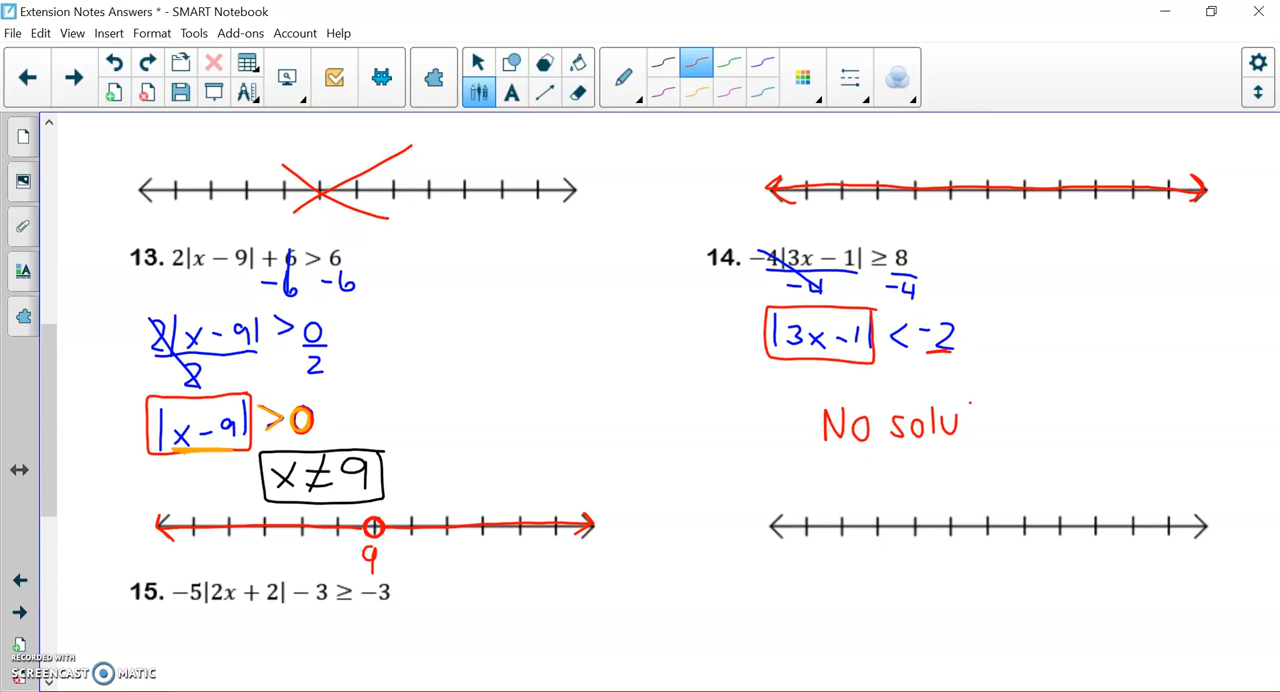 Extension Notes Answers * - SMART Notebook
File Edit View Insert Format Tools Add-ons Account Help
13. 2|x − 9| + 6 > 6
−6 −6
2|x − 9| > 0
2 2
|x − 9| > 0
x ≠ 9
9
14. −4|3x − 1| ≥ 8
−4 −4
|3x − 1| < −2
No solu
15. −5|2x + 2| − 3 ≥ −3
RECORDED WITH
SCREENCAST MATIC